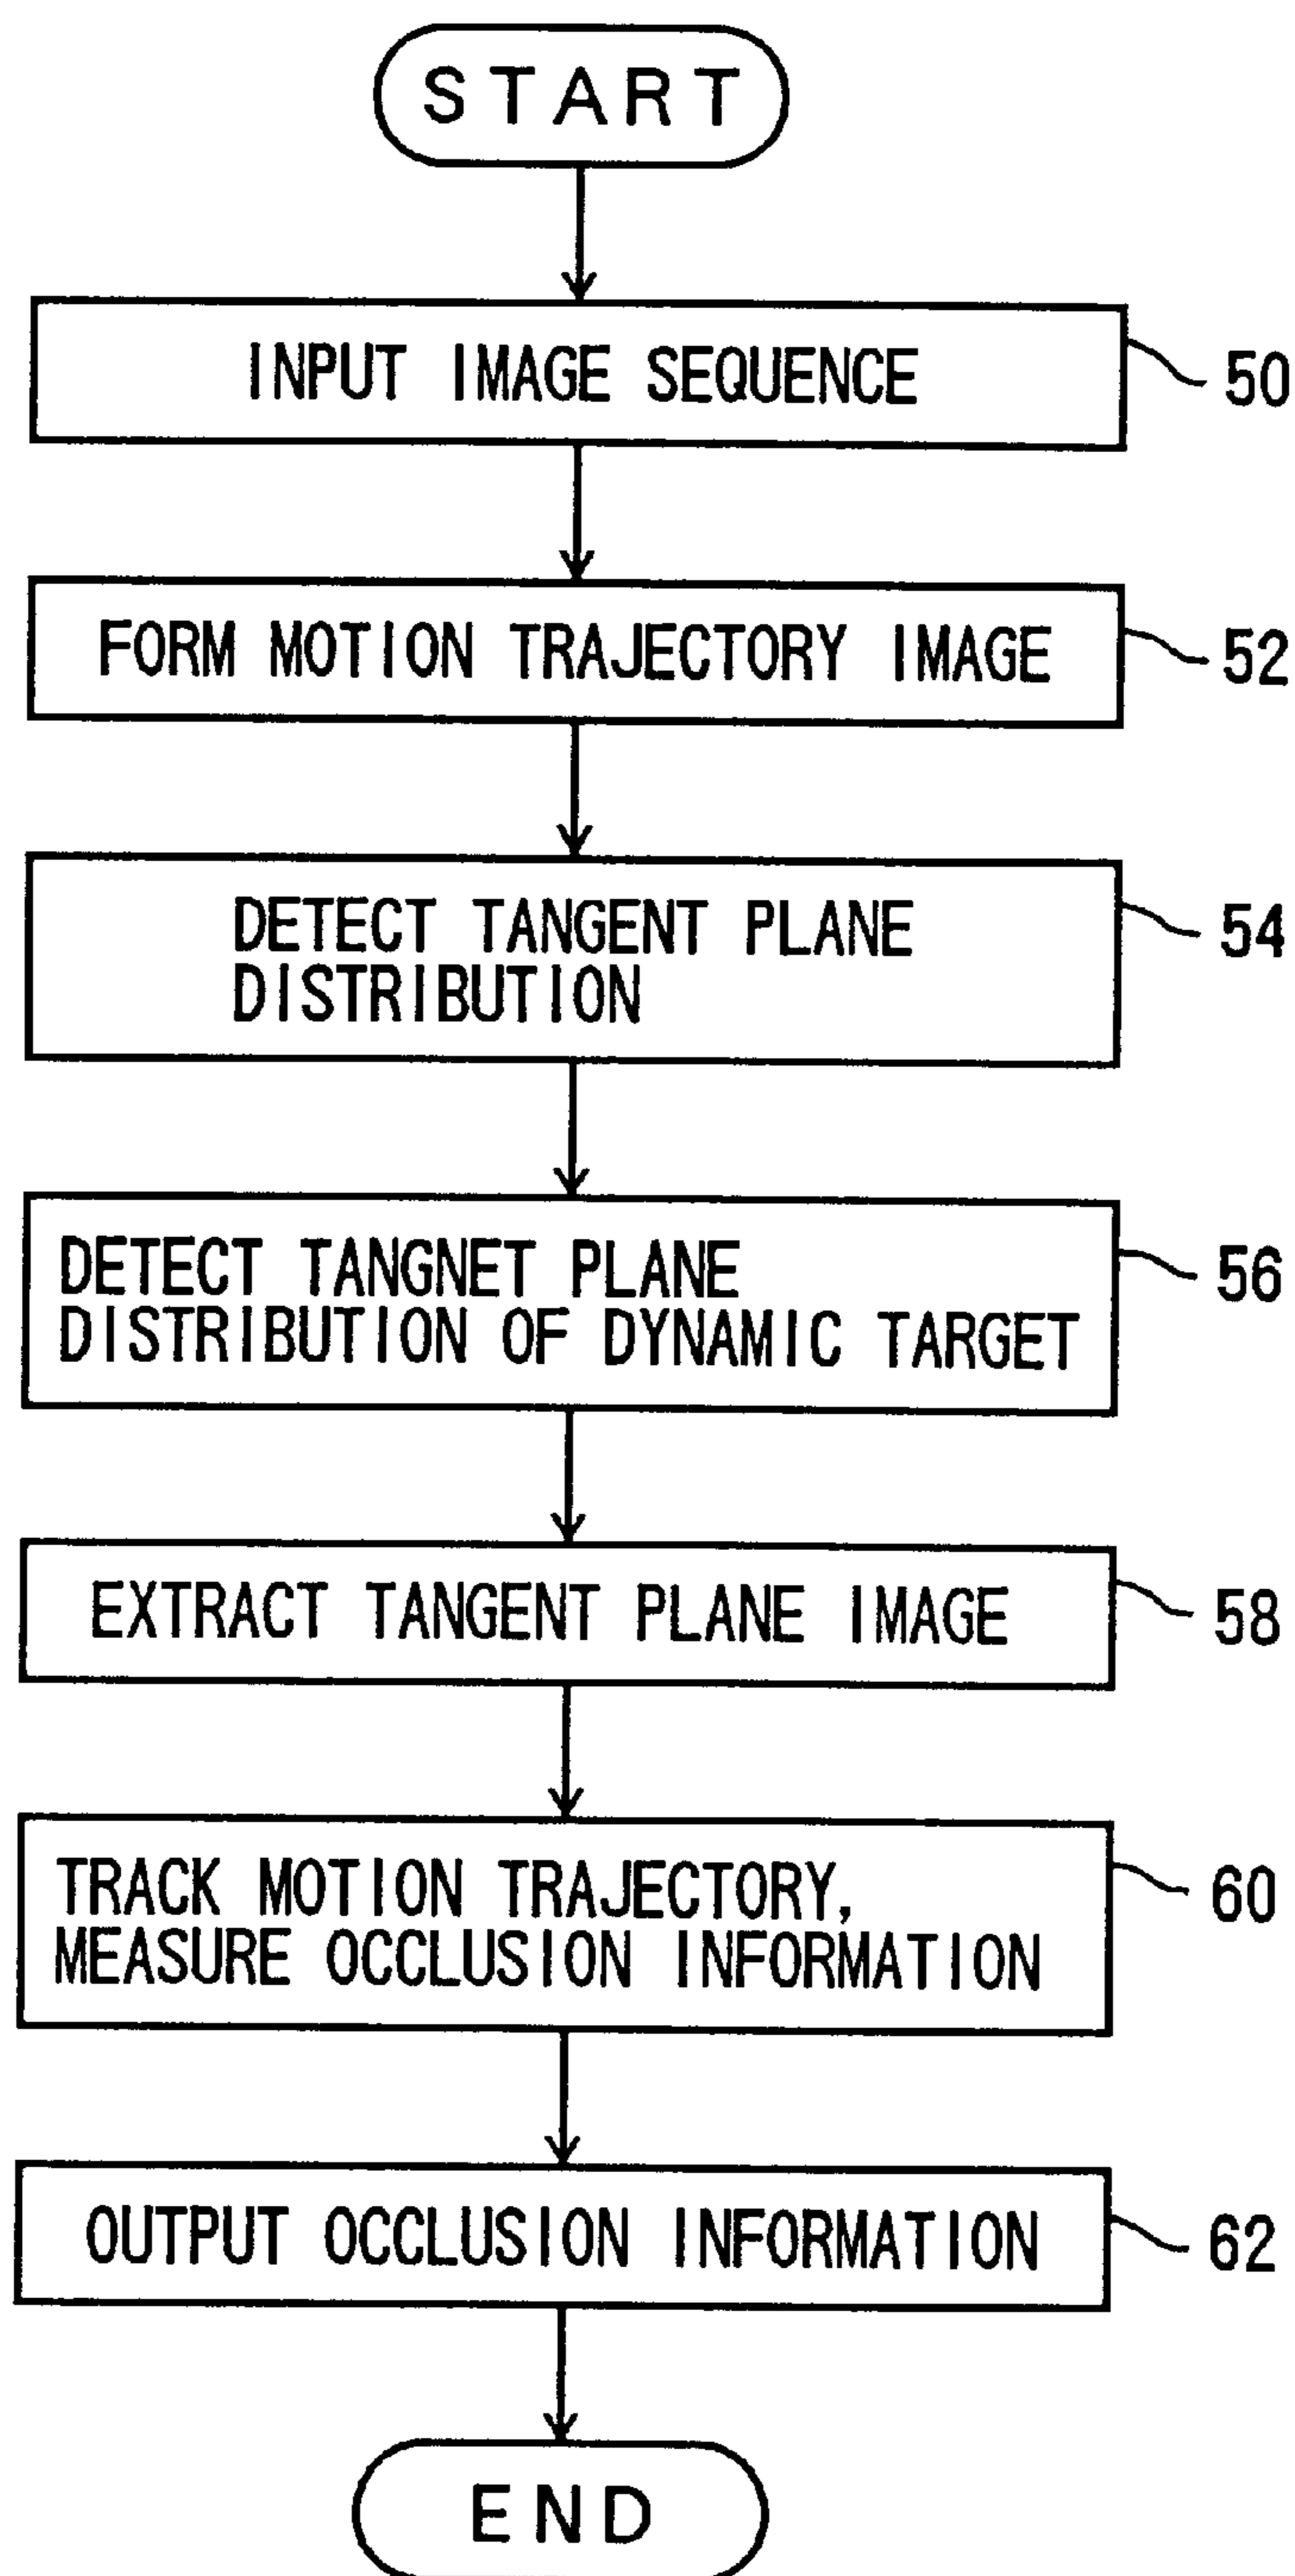 START
INPUT IMAGE SEQUENCE
50
FORM MOTION TRAJECTORY IMAGE
52
DETECT TANGENT PLANE
DISTRIBUTION
54
DETECT TANGNET PLANE
DISTRIBUTION OF DYNAMIC TARGET
56
EXTRACT TANGENT PLANE IMAGE
58
TRACK MOTION TRAJECTORY,
MEASURE OCCLUSION INFORMATION
60
OUTPUT OCCLUSION INFORMATION
62
END